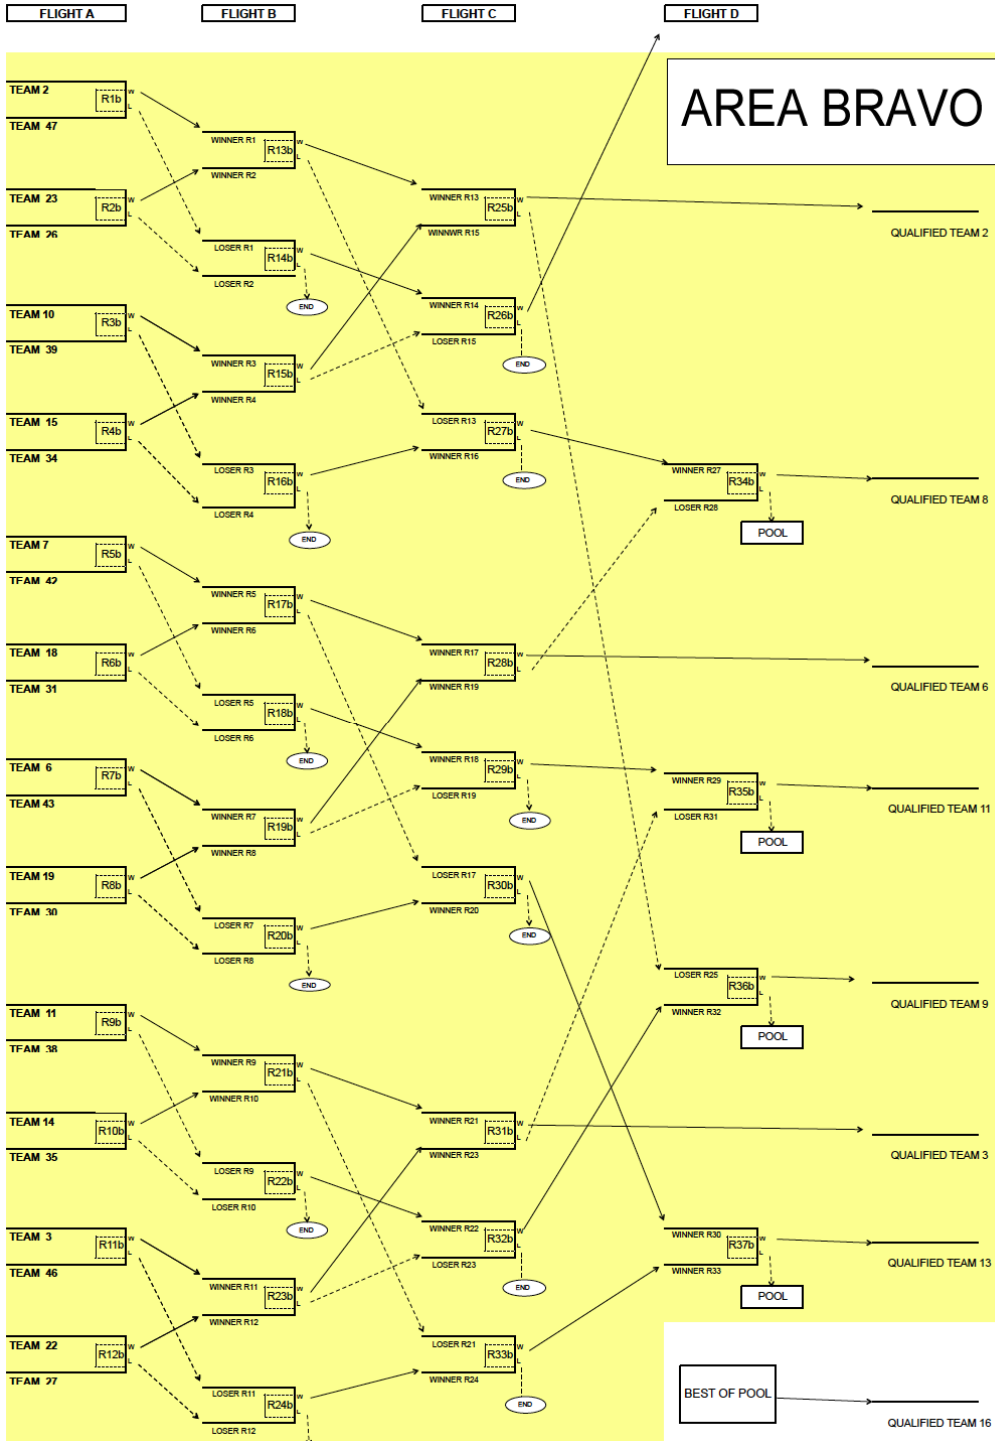 FLIGHT A
FLIGHT B
FLIGHT C
FLIGHT D
AREA BRAVO
TEAM 2
R1b
W
L
TEAM 47
TEAM 23
R2b
W
L
TEAM 26
TEAM 10
R3b
W
L
TEAM 39
TEAM 15
R4b
W
L
TEAM 34
TEAM 7
R5b
W
L
TEAM 42
TEAM 18
R6b
W
L
TEAM 31
TEAM 6
R7b
W
L
TEAM 43
TEAM 19
R8b
W
L
TEAM 30
TEAM 11
R9b
W
L
TEAM 38
TEAM 14
R10b
W
L
TEAM 35
TEAM 3
R11b
W
L
TEAM 46
TEAM 22
R12b
W
L
TEAM 27
WINNER R1
R13b
W
L
WINNER R2
LOSER R1
R14b
W
L
LOSER R2
END
WINNER R3
R15b
W
L
WINNER R4
LOSER R3
R16b
W
L
LOSER R4
END
WINNER R5
R17b
W
L
WINNER R6
LOSER R5
R18b
W
L
LOSER R6
END
WINNER R7
R19b
W
L
WINNER R8
LOSER R7
R20b
W
L
LOSER R8
END
WINNER R9
R21b
W
L
WINNER R10
LOSER R9
R22b
W
L
LOSER R10
END
WINNER R11
R23b
W
L
WINNER R12
LOSER R11
R24b
W
L
LOSER R12
WINNER R13
R25b
W
L
WINNWR R15
WINNER R14
R26b
W
L
LOSER R15
END
LOSER R13
R27b
W
L
WINNER R16
END
WINNER R17
R28b
W
L
WINNER R19
WINNER R18
R29b
W
L
LOSER R19
END
LOSER R17
R30b
W
L
WINNER R20
END
WINNER R21
R31b
W
L
WINNER R23
WINNER R22
R32b
W
L
LOSER R23
END
LOSER R21
R33b
W
L
WINNER R24
END
WINNER R27
R34b
W
L
LOSER R28
POOL
WINNER R29
R35b
W
L
LOSER R31
POOL
LOSER R25
R36b
W
L
WINNER R32
POOL
WINNER R30
R37b
W
L
WINNER R33
POOL
BEST OF POOL
QUALIFIED TEAM 2
QUALIFIED TEAM 8
QUALIFIED TEAM 6
QUALIFIED TEAM 11
QUALIFIED TEAM 9
QUALIFIED TEAM 3
QUALIFIED TEAM 13
QUALIFIED TEAM 16